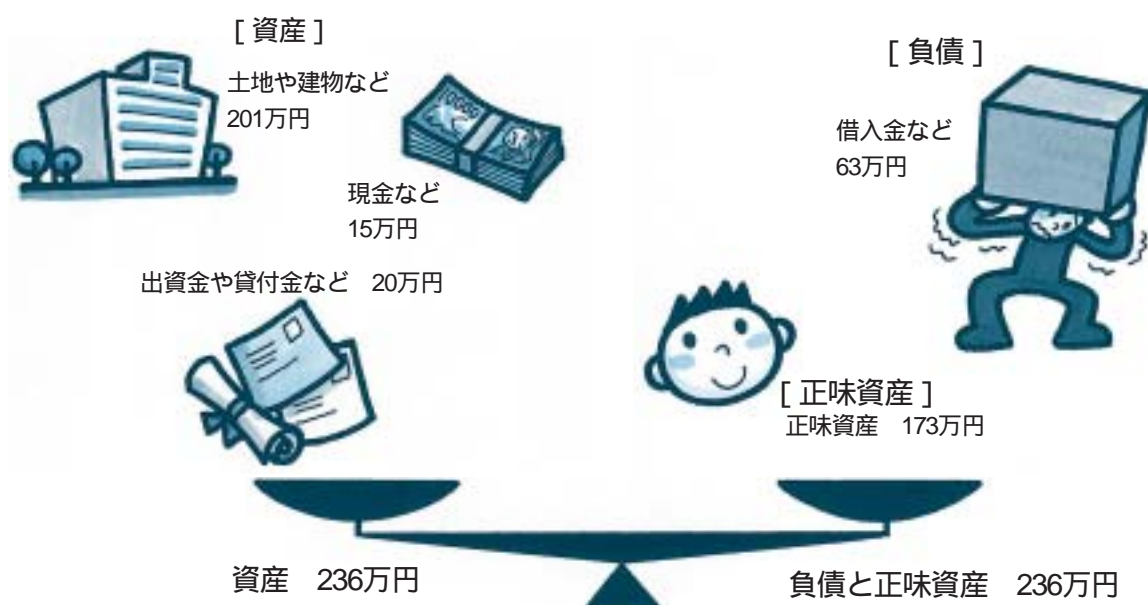 [ 資産 ]
土地や建物など
201万円
現金など
15万円
出資金や貸付金など　20万円
[ 負債 ]
借入金など
63万円
[ 正味資産 ]
正味資産　173万円
資産　236万円
負債と正味資産　236万円